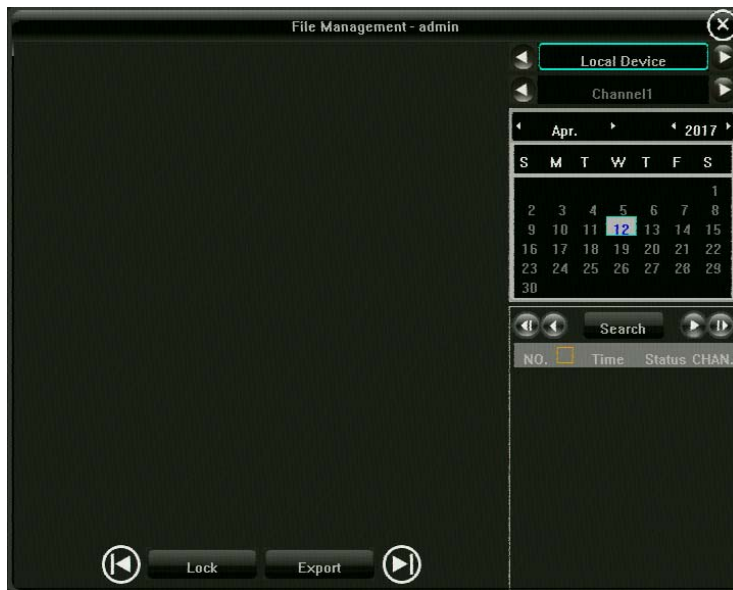 File Management - admin
Local Device
Channel1
Apr. 2017
S M T W T F S
1
2 3 4 5 6 7 8
9 10 11 12 13 14 15
16 17 18 19 20 21 22
23 24 25 26 27 28 29
30
Search
NO. Time Status CHAN.
Lock Export